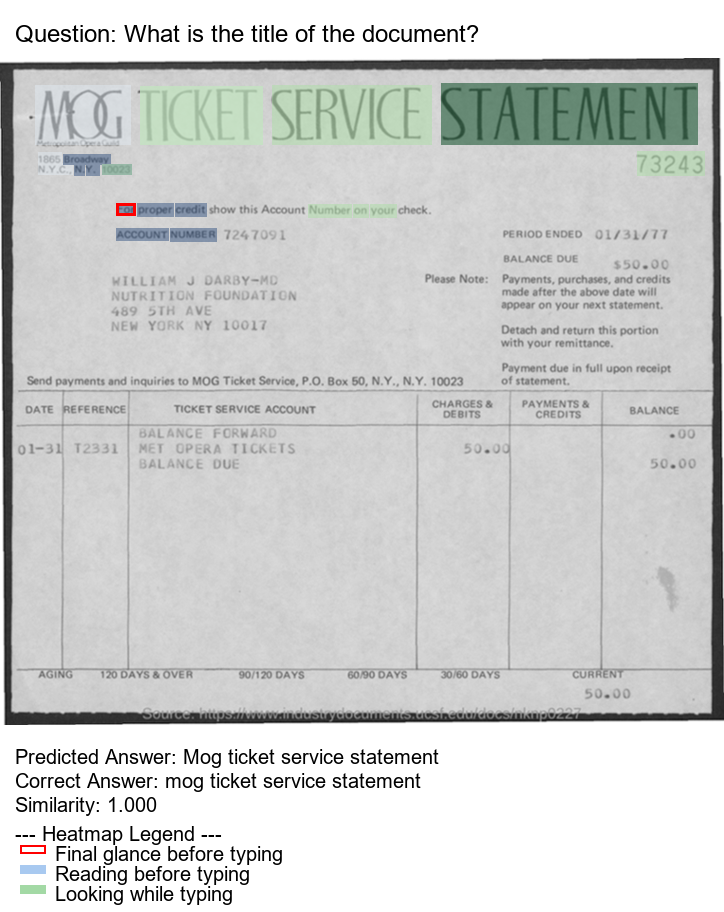 Question: What is the title of the document?
MOG TICKET SERVICE STATEMENT
Metropolitan Opera Guild
1865 Broadway
N.Y.C., N.Y. 10023
73243
For proper credit show this Account Number on your check.
ACCOUNT NUMBER 7247091
PERIOD ENDED 01/31/77
BALANCE DUE $50.00
WILLIAM J DARBY-MD
NUTRITION FOUNDATION
489 5TH AVE
NEW YORK NY 10017
Please Note: Payments, purchases, and credits
made after the above date will
appear on your next statement.
Detach and return this portion
with your remittance.
Payment due in full upon receipt
of statement.
Send payments and inquiries to MOG Ticket Service, P.O. Box 50, N.Y., N.Y. 10023
DATE REFERENCE TICKET SERVICE ACCOUNT CHARGES & DEBITS PAYMENTS & CREDITS BALANCE
BALANCE FORWARD .00
01-31 T2331 MET OPERA TICKETS 50.00
BALANCE DUE 50.00
AGING 120 DAYS & OVER 90/120 DAYS 60/90 DAYS 30/60 DAYS CURRENT
50.00
Source: https://www.industrydocuments.ucsf.edu/docs/nknp0227
Predicted Answer: Mog ticket service statement
Correct Answer: mog ticket service statement
Similarity: 1.000
--- Heatmap Legend ---
Final glance before typing
Reading before typing
Looking while typing